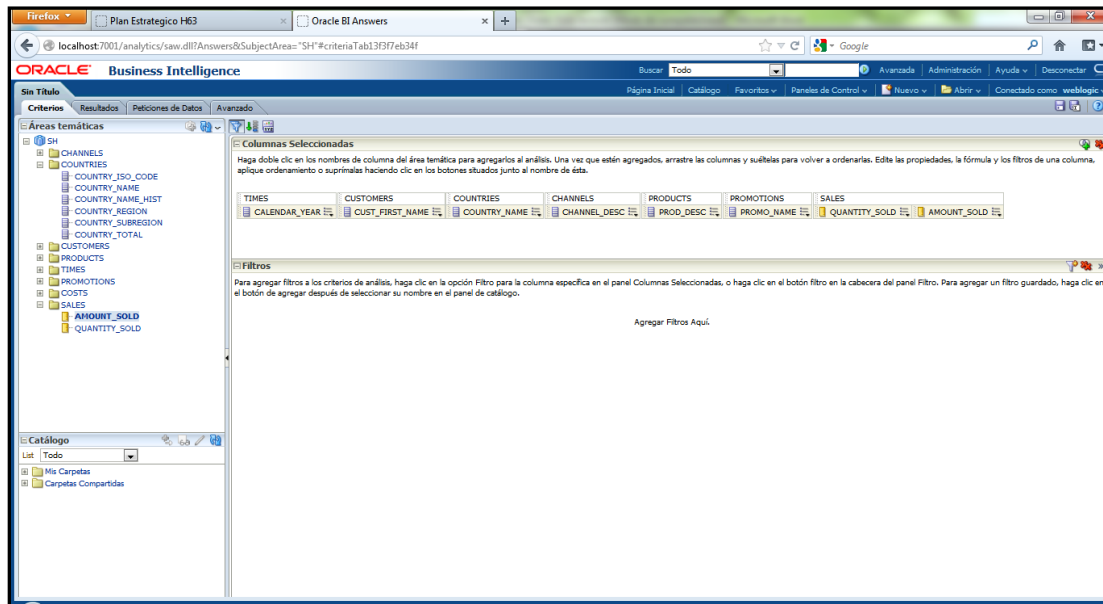 Firefox
Plan Estrategico H63
Oracle BI Answers
localhost:7001/analytics/saw.dll?Answers&SubjectArea="SH"#criteriaTab13f3f7eb34f
Google
ORACLE Business Intelligence
Buscar Todo Avanzada Administración Ayuda Desconectar
Sin Título
Página Inicial Catálogo Favoritos Paneles de Control Nuevo Abrir Conectado como weblogic
Criterios Resultados Peticiones de Datos Avanzado
Áreas temáticas
SH
CHANNELS
COUNTRIES
COUNTRY_ISO_CODE
COUNTRY_NAME
COUNTRY_NAME_HIST
COUNTRY_REGION
COUNTRY_SUBREGION
COUNTRY_TOTAL
CUSTOMERS
PRODUCTS
TIMES
PROMOTIONS
COSTS
SALES
AMOUNT_SOLD
QUANTITY_SOLD
Catálogo
List Todo
Mis Carpetas
Carpetas Compartidas
Columnas Seleccionadas
Haga doble clic en los nombres de columna del área temática para agregarlos al análisis. Una vez que estén agregados, arrastre las columnas y suéltelas para volver a ordenarlas. Edite las propiedades, la fórmula y los filtros de una columna,
aplique ordenamiento o suprímalas haciendo clic en los botones situados junto al nombre de ésta.
TIMES CUSTOMERS COUNTRIES CHANNELS PRODUCTS PROMOTIONS SALES
CALENDAR_YEAR CUST_FIRST_NAME COUNTRY_NAME CHANNEL_DESC PROD_DESC PROMO_NAME QUANTITY_SOLD AMOUNT_SOLD
Filtros
Para agregar filtros a los criterios de análisis, haga clic en la opción Filtro para la columna específica en el panel Columnas Seleccionadas, o haga clic en el botón filtro en la cabecera del panel Filtro. Para agregar un filtro guardado, haga clic en
el botón de agregar después de seleccionar su nombre en el panel de catálogo.
Agregar Filtros Aquí.